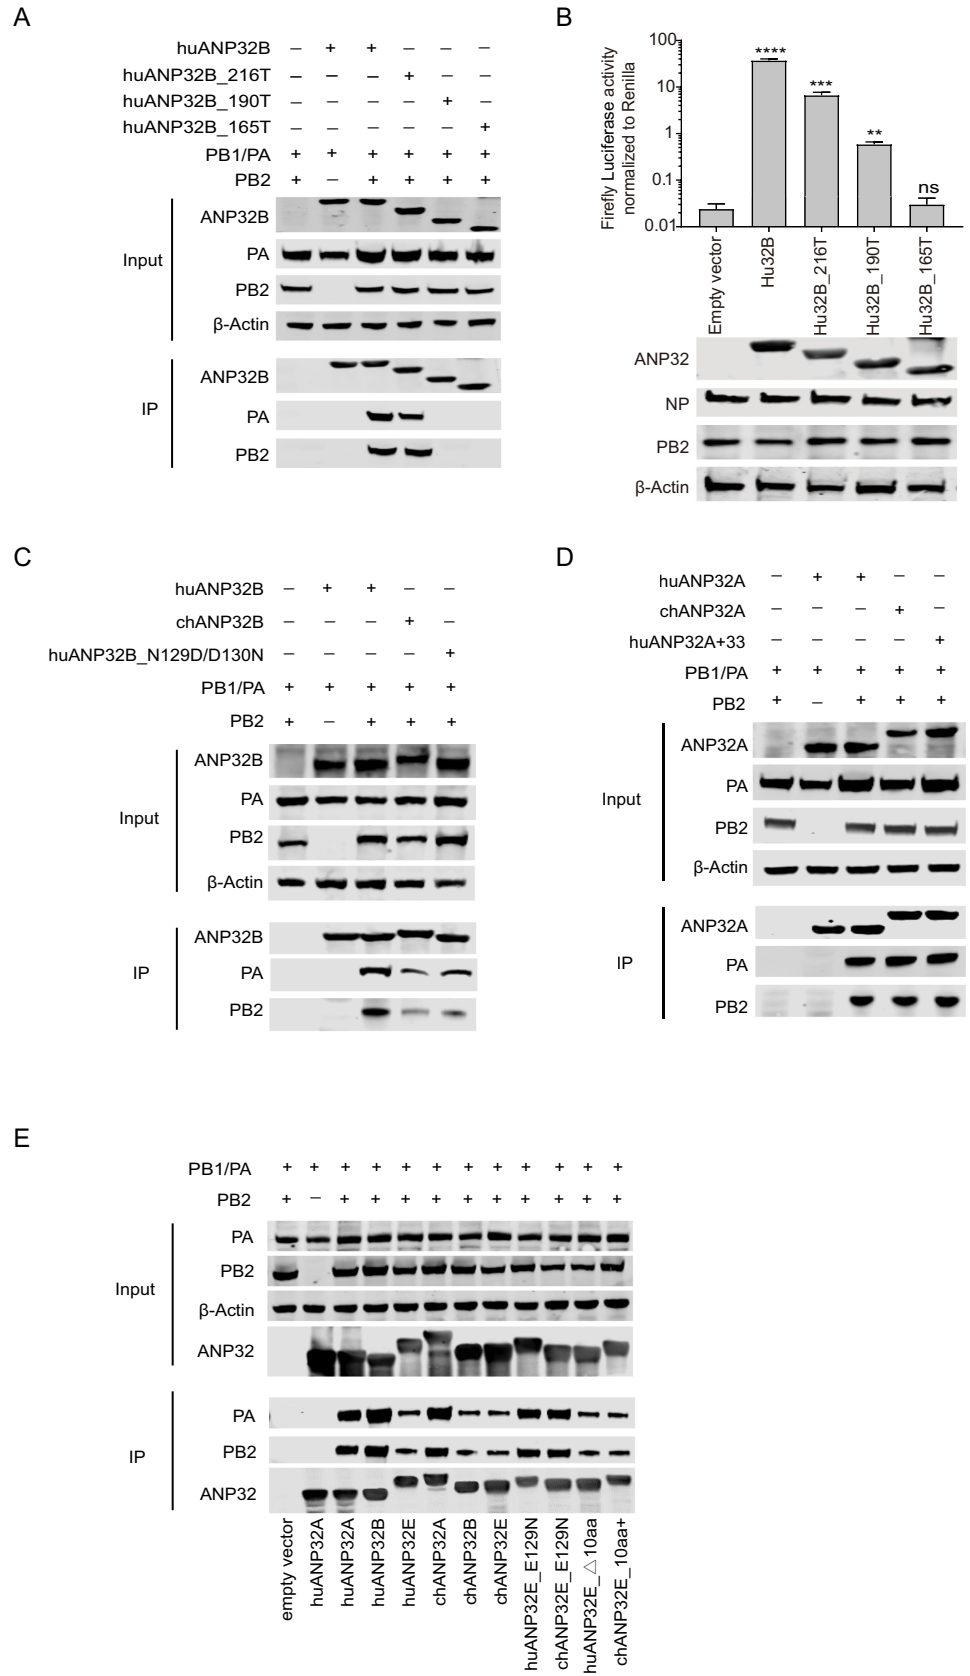 A
huANP32B – + + – – –
huANP32B_216T – – – + – –
huANP32B_190T – – – – + –
huANP32B_165T – – – – – +
PB1/PA + + + + + +
PB2 + – + + + +
Input
ANP32B
PA
PB2
β-Actin
IP
ANP32B
PA
PB2
B
Firefly Luciferase activity
normalized to Renilla
100
10
1
0.1
0.01
****
***
**
ns
Empty vector
Hu32B
Hu32B_216T
Hu32B_190T
Hu32B_165T
ANP32
NP
PB2
β-Actin
C
huANP32B – + + – –
chANP32B – – – + –
huANP32B_N129D/D130N – – – – +
PB1/PA + + + + +
PB2 + – + + +
Input
ANP32B
PA
PB2
β-Actin
IP
ANP32B
PA
PB2
D
huANP32A – + + – –
chANP32A – – – + –
huANP32A+33 – – – – +
PB1/PA + + + + +
PB2 + – + + +
Input
ANP32A
PA
PB2
β-Actin
IP
ANP32A
PA
PB2
E
PB1/PA + + + + + + + + + + + +
PB2 + – + + + + + + + + + +
Input
PA
PB2
β-Actin
ANP32
IP
PA
PB2
ANP32
empty vector
huANP32A
huANP32A
huANP32B
huANP32E
chANP32A
chANP32B
chANP32E
huANP32E_E129N
chANP32E_E129N
huANP32E_△10aa
chANP32E_10aa+